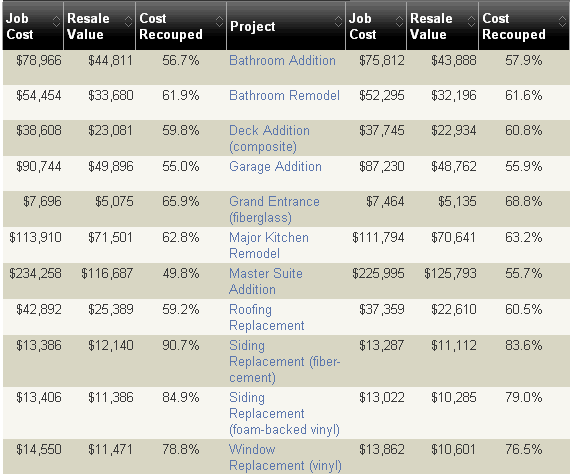 Job Cost Resale Value Cost Recouped Project Job Cost Resale Value Cost Recouped
$78,966 $44,811 56.7% Bathroom Addition $75,812 $43,888 57.9%
$54,454 $33,680 61.9% Bathroom Remodel $52,295 $32,196 61.6%
$38,608 $23,081 59.8% Deck Addition $37,745 $22,934 60.8%
(composite)
$90,744 $49,896 55.0% Garage Addition $87,230 $48,762 55.9%
$7,696 $5,075 65.9% Grand Entrance $7,464 $5,135 68.8%
(fiberglass)
$113,910 $71,501 62.8% Major Kitchen $111,794 $70,641 63.2%
Remodel
$234,258 $116,687 49.8% Master Suite $225,995 $125,793 55.7%
Addition
$42,892 $25,389 59.2% Roofing $37,359 $22,610 60.5%
Replacement
$13,386 $12,140 90.7% Siding $13,287 $11,112 83.6%
Replacement (fiber-
cement)
$13,406 $11,386 84.9% Siding $13,022 $10,285 79.0%
Replacement
(foam-backed vinyl)
$14,550 $11,471 78.8% Window $13,862 $10,601 76.5%
Replacement (vinyl)